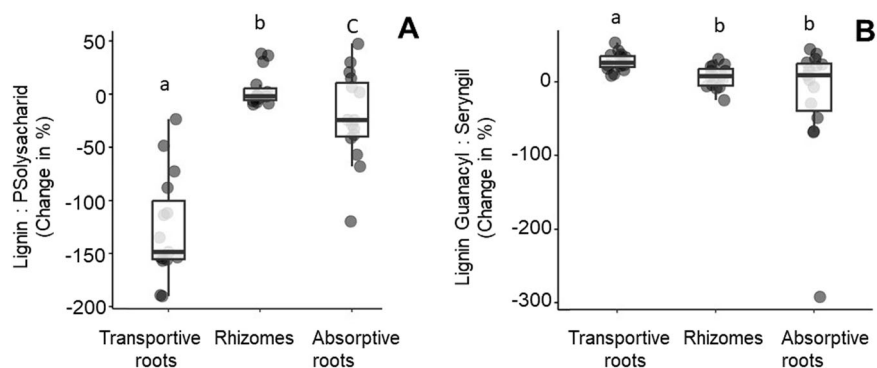 A
Lignin : PSolysacharid
(Change in %)
50
0
-50
-100
-150
-200
a
b
C
Transportive
roots
Rhizomes
Absorptive
roots
B
Lignin Guanacyl : Seryngil
(Change in %)
0
-100
-200
-300
a
b
b
Transportive
roots
Rhizomes
Absorptive
roots